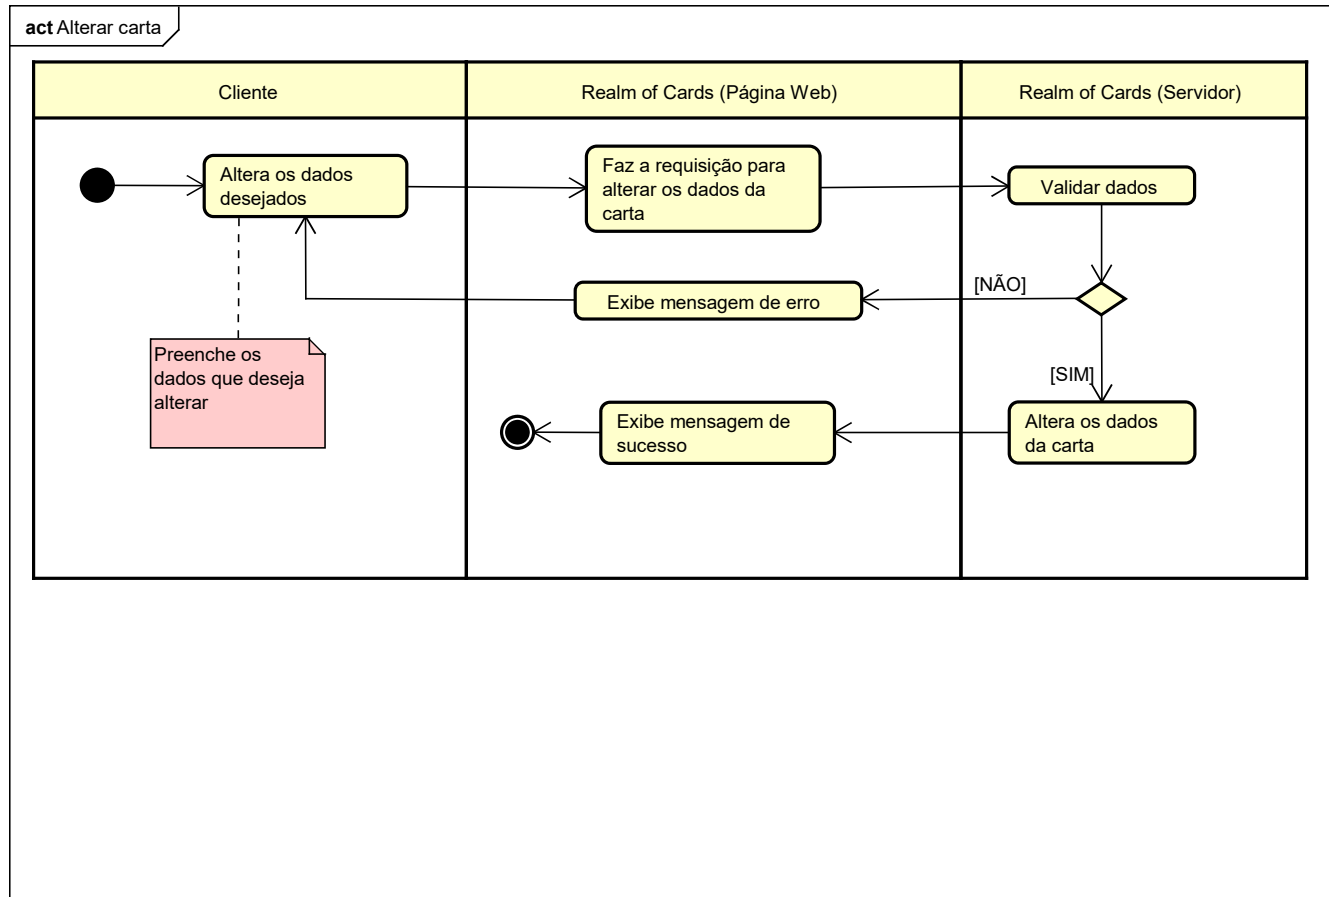 act Alterar carta
Cliente
Realm of Cards (Página Web)
Realm of Cards (Servidor)
Altera os dados
desejados
Faz a requisição para
alterar os dados da
carta
Validar dados
[NÃO]
Exibe mensagem de erro
Preenche os
dados que deseja
alterar
[SIM]
Exibe mensagem de
sucesso
Altera os dados
da carta